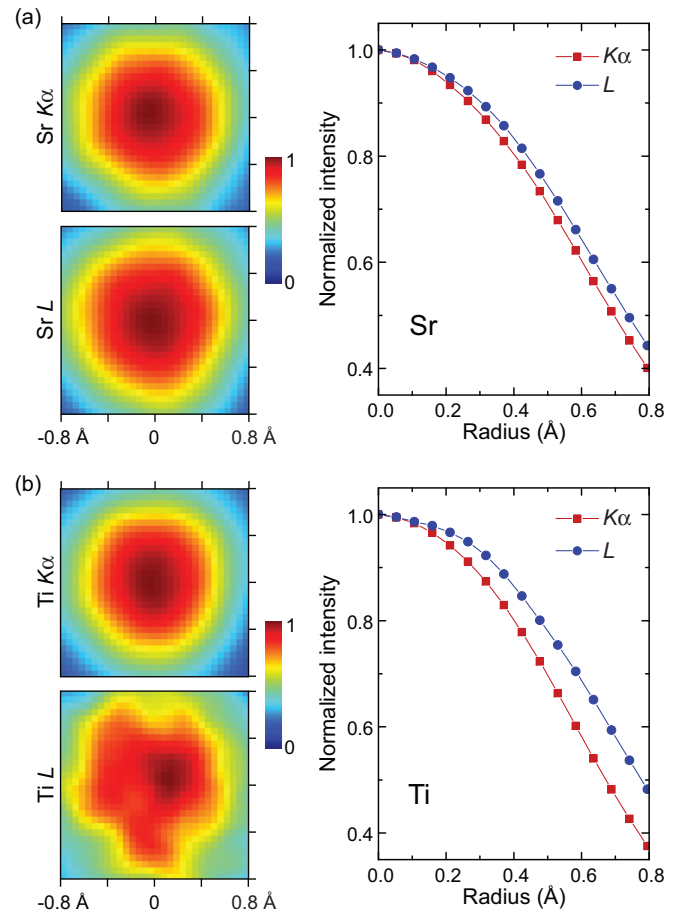 (a)
Sr Kα
1
0
Sr L
-0.8 Å 0 0.8 Å
Normalized intensity
1.0
0.8
0.6
0.4
Kα
L
Sr
0.0 0.2 0.4 0.6 0.8
Radius (Å)
(b)
Ti Kα
1
0
Ti L
-0.8 Å 0 0.8 Å
Normalized intensity
1.0
0.8
0.6
0.4
Kα
L
Ti
0.0 0.2 0.4 0.6 0.8
Radius (Å)